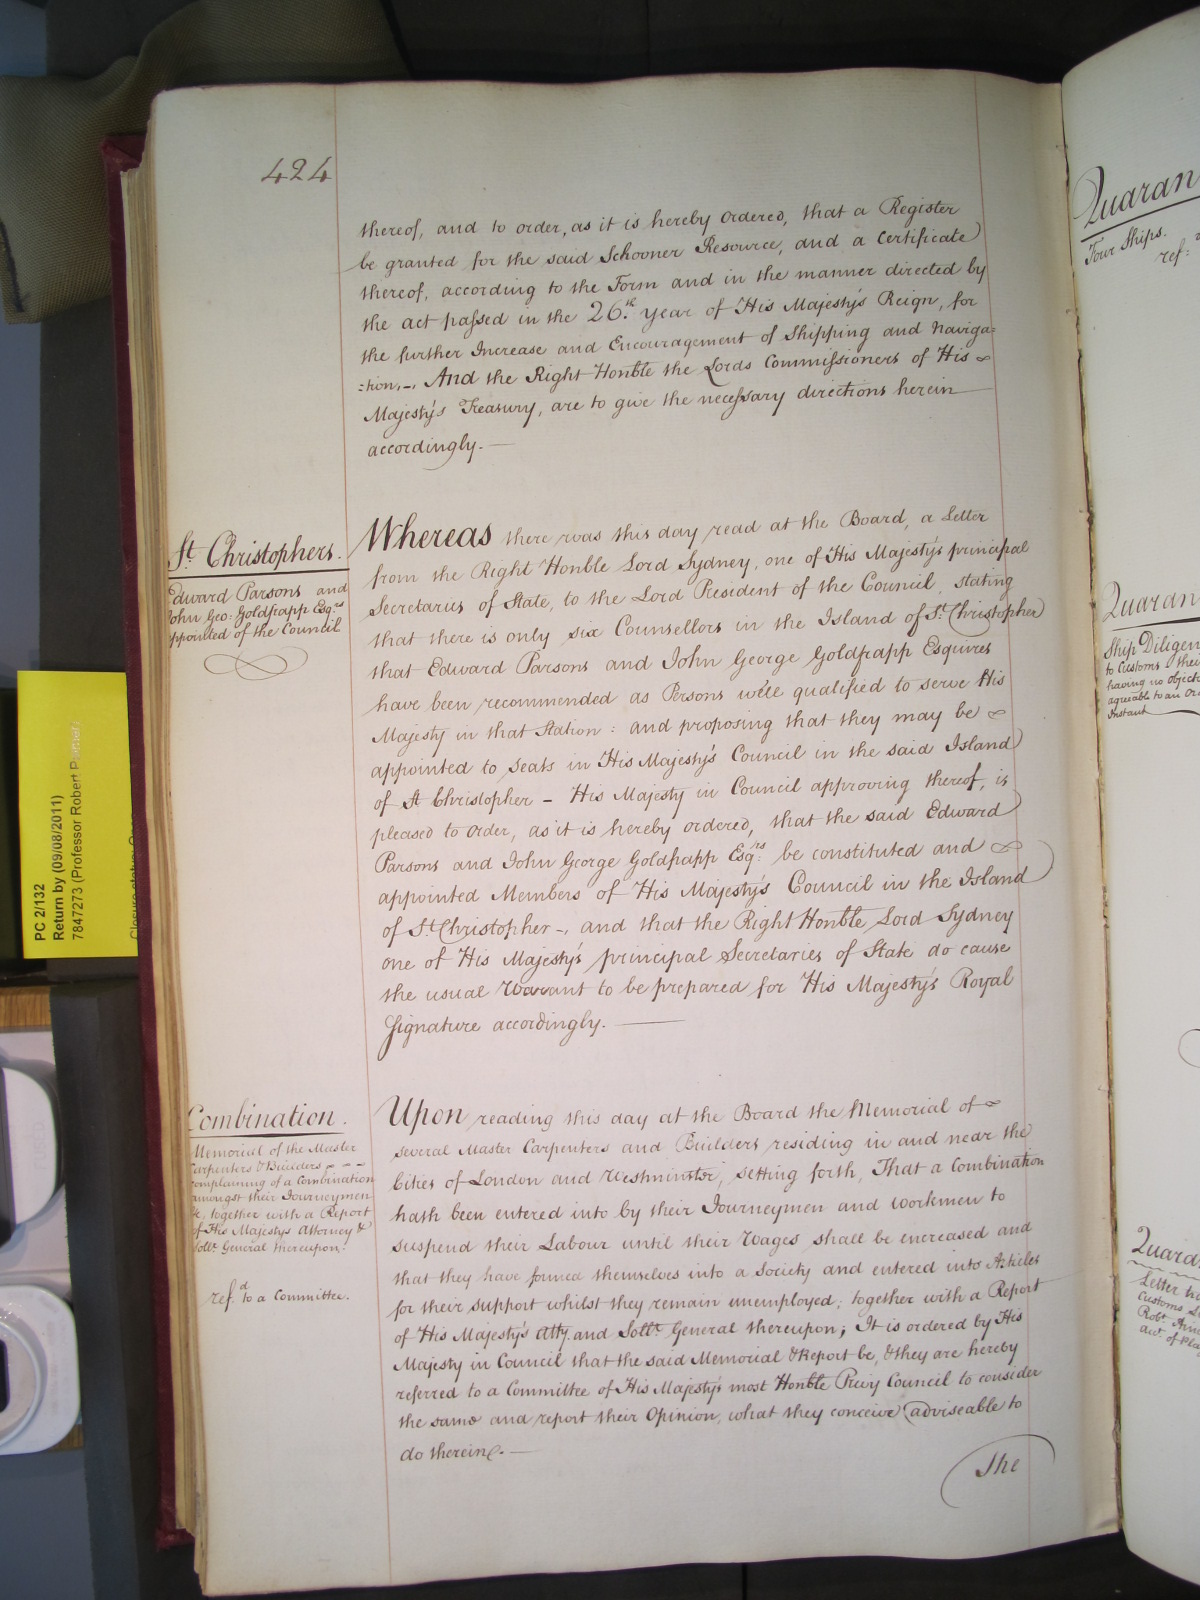 424
thereof, and to order, as it is hereby ordered, that a Register
be granted for the said Schooner Resource, and a Certificate
thereof, according to the Form and in the manner directed by
the act passed in the 26.th year of His Majesty's Reign, for
the further Increase and Encouragement of Shipping and Naviga=
=tion,-. And the Right Honble the Lords Commissioners of His
Majesty's Treasury, are to give the necessary directions herein
accordingly.
St. Christophers.
Edward Parsons and
John Geo: Goldfrapp Esqrs
appointed of the Council
Whereas there was this day read at the Board, a Letter
from the Right Honble Lord Sydney, one of His Majesty's principal
Secretaries of State, to the Lord President of the Council, stating
that there is only six Counsellors in the Island of St. Christopher
that Edward Parsons and John George Goldfrapp Esquires
have been recommended as Persons well qualified to serve His
Majesty in that Station: and proposing that they may be
appointed to seats in His Majesty's Council in the said Island
of St Christopher - His Majesty in Council approving thereof, is
pleased to order, as it is hereby ordered, that the said Edward
Parsons and John George Goldfrapp Esqrs. be constituted and
appointed Members of His Majesty's Council in the Island
of St. Christopher -, and that the Right Honble Lord Sydney
one of His Majesty's principal Secretaries of State do cause
the usual Warrant to be prepared for His Majesty's Royal
Signature accordingly.
Combination.
Memorial of the Master
Carpenters & Builders
complaining of a Combination
amongst their Journeymen
&c, together with a Report
of His Majestys Attorney &
Sollr. General thereupon.
ref.d to a Committee.
Upon reading this day at the Board the Memorial of
several Master Carpenters and Builders residing in and near the
Cities of London and Westminster, setting forth, That a Combination
hath been entered into by their Journeymen and workmen to
suspend their Labour until their Wages shall be encreased and
that they have formed themselves into a Society and entered into Articles
for their support whilst they remain unemployed; together with a Report
of His Majesty's Atty. and Sollr. General thereupon; It is ordered by His
Majesty in Council that the said Memorial & Report be, & they are hereby
referred to a Committee of His Majesty's most Honble Privy Council to consider
the same and report their Opinion, what they conceive adviseable to
do therein.
The
PC 2/132
Return by (09/08/2011)
7847273 (Professor Robert
Quaran
Four Ships.
ref:
Quaran
Ship Diligen
to Customs their
having no object
agreable to an Or
Instant
Quara
Letter
Customs
Robt